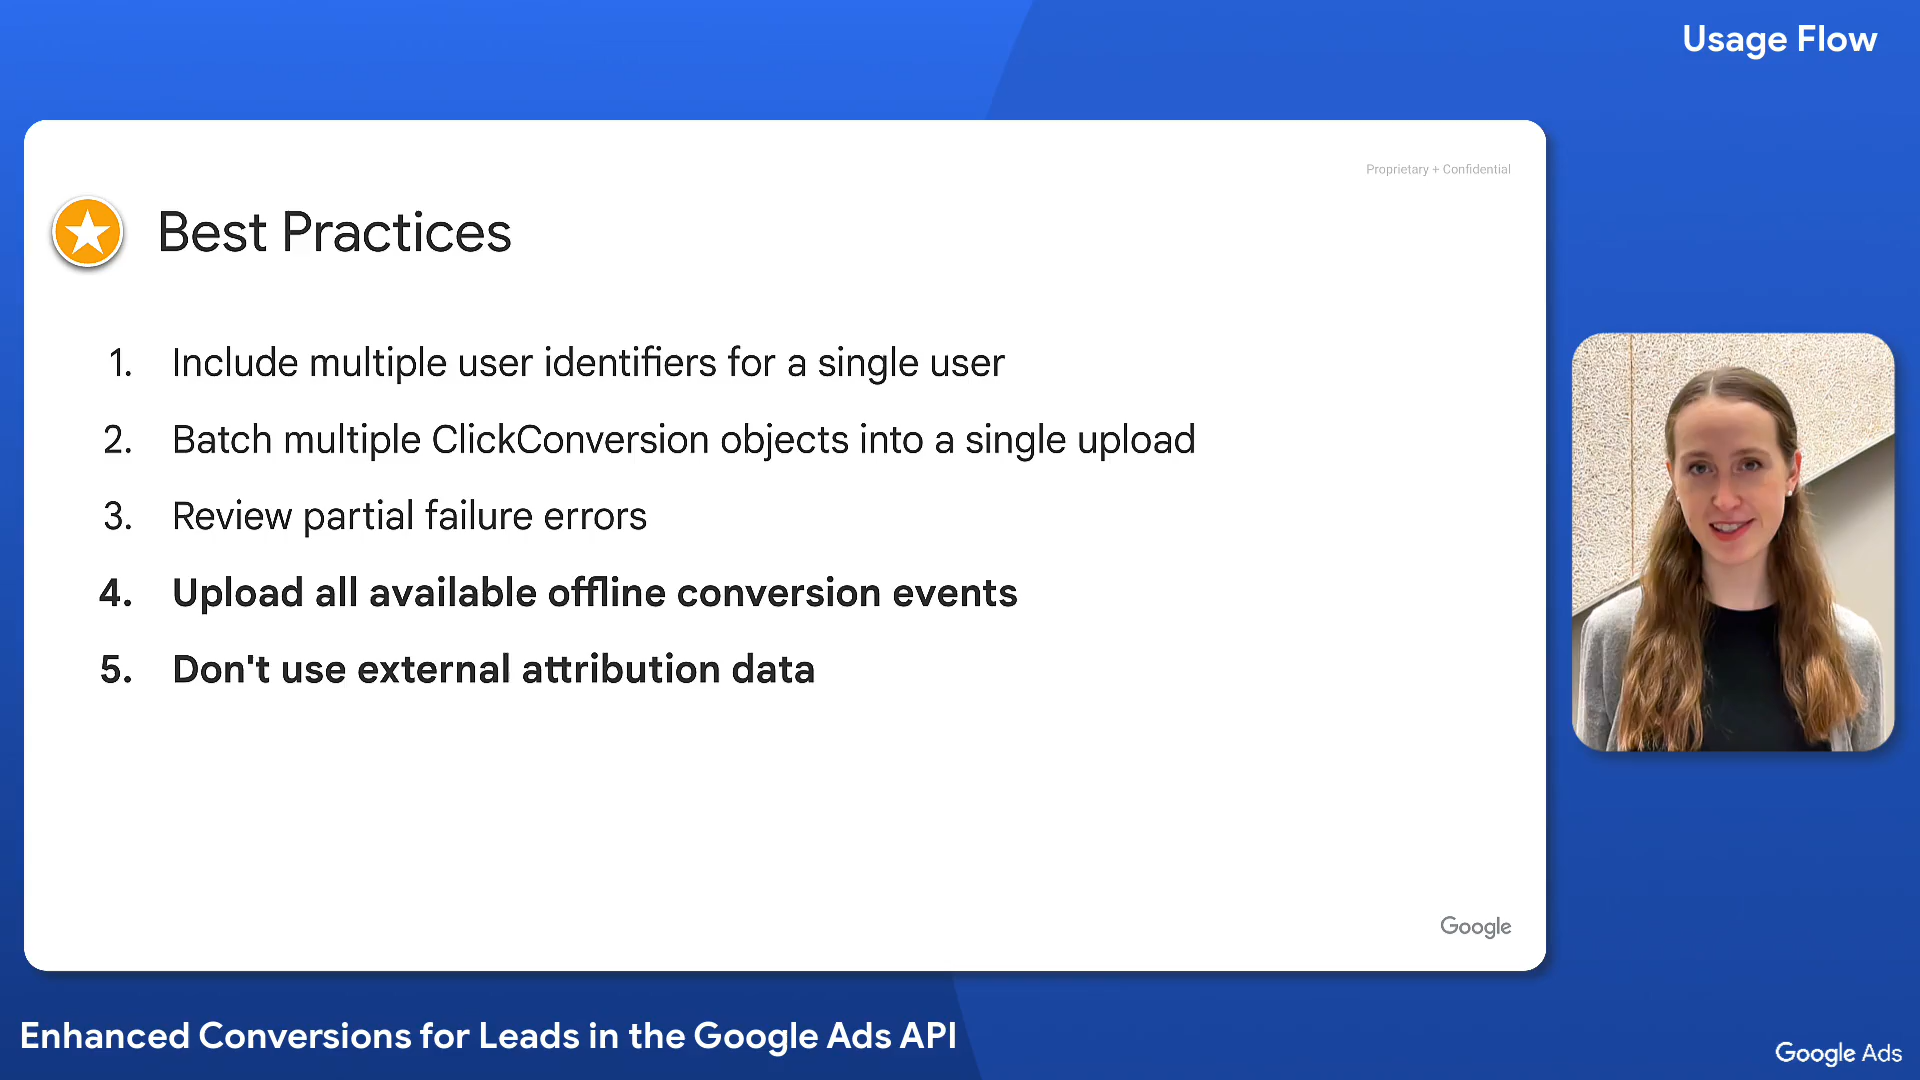 Usage Flow
Proprietary + Confidential
Best Practices
1. Include multiple user identifiers for a single user
2. Batch multiple ClickConversion objects into a single upload
3. Review partial failure errors
4. Upload all available offline conversion events
5. Don't use external attribution data
Google
Enhanced Conversions for Leads in the Google Ads API
Google Ads